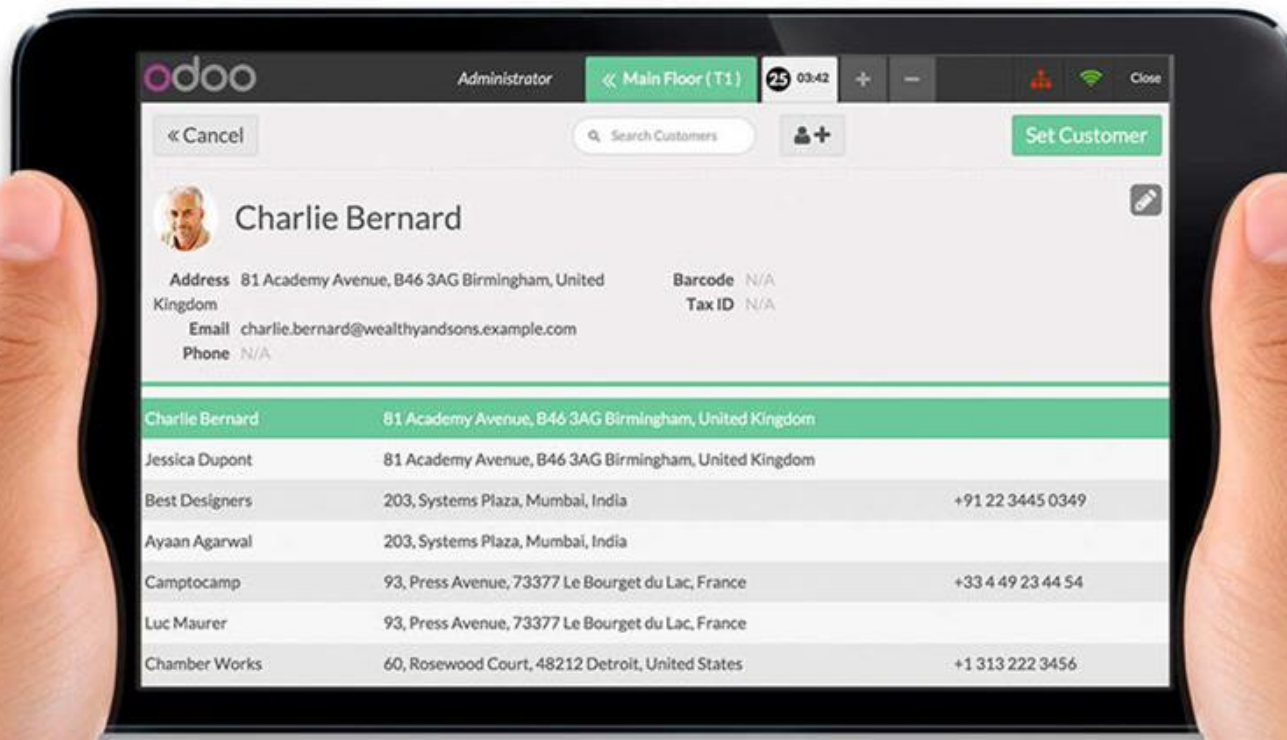 odoo Administrator « Main Floor ( T1 ) 25 03:42 + − Close
« Cancel Search Customers + Set Customer
Charlie Bernard
Address 81 Academy Avenue, B46 3AG Birmingham, United Barcode N/A
Kingdom Tax ID N/A
Email charlie.bernard@wealthyandsons.example.com
Phone N/A
Charlie Bernard 81 Academy Avenue, B46 3AG Birmingham, United Kingdom
Jessica Dupont 81 Academy Avenue, B46 3AG Birmingham, United Kingdom
Best Designers 203, Systems Plaza, Mumbai, India +91 22 3445 0349
Ayaan Agarwal 203, Systems Plaza, Mumbai, India
Camptocamp 93, Press Avenue, 73377 Le Bourget du Lac, France +33 4 49 23 44 54
Luc Maurer 93, Press Avenue, 73377 Le Bourget du Lac, France
Chamber Works 60, Rosewood Court, 48212 Detroit, United States +1 313 222 3456